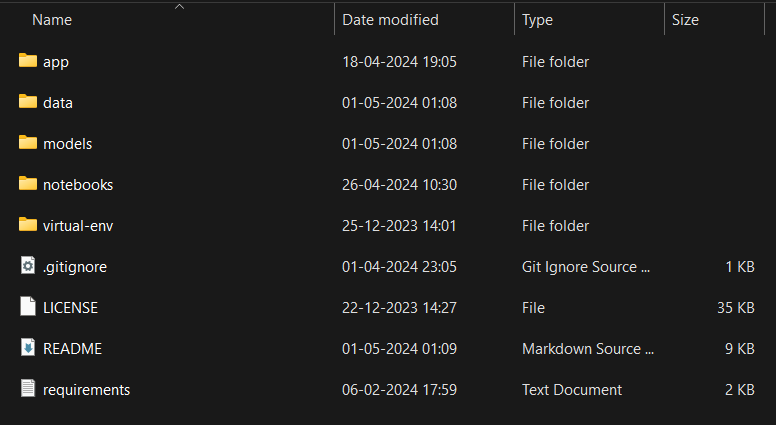 Name Date modified Type Size
app 18-04-2024 19:05 File folder
data 01-05-2024 01:08 File folder
models 01-05-2024 01:08 File folder
notebooks 26-04-2024 10:30 File folder
virtual-env 25-12-2023 14:01 File folder
.gitignore 01-04-2024 23:05 Git Ignore Source ... 1 KB
LICENSE 22-12-2023 14:27 File 35 KB
README 01-05-2024 01:09 Markdown Source ... 9 KB
requirements 06-02-2024 17:59 Text Document 2 KB